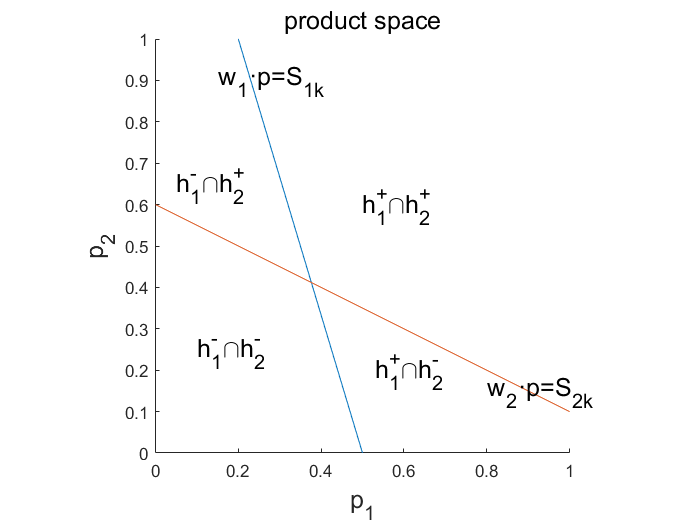 product space
1
0.9
w₁·p=S₁ₖ
0.8
0.7
h₁⁻∩h₂⁺
h₁⁺∩h₂⁺
0.6
p₂
0.5
0.4
0.3
h₁⁻∩h₂⁻
0.2
h₁⁺∩h₂⁻
w₂·p=S₂ₖ
0.1
0
0 0.2 0.4 0.6 0.8 1
p₁